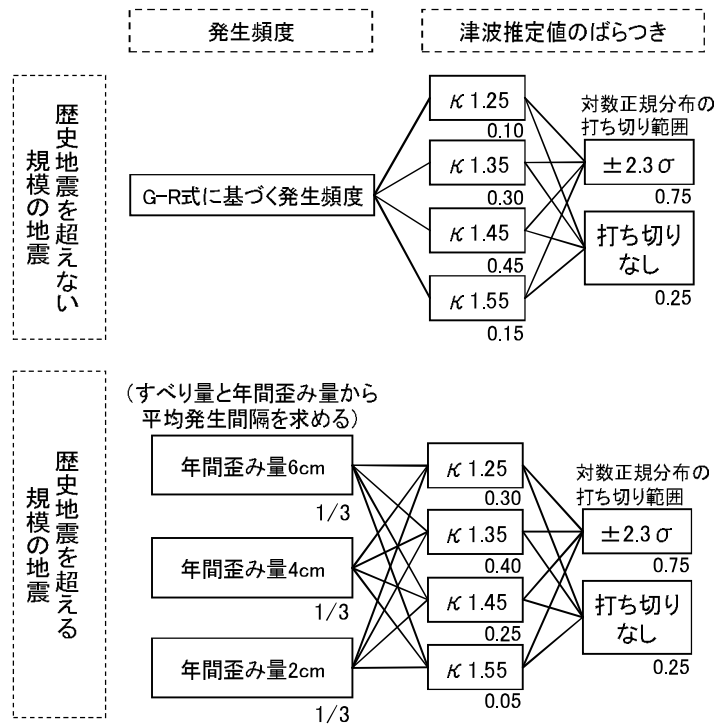 発生頻度
津波推定値のばらつき
歴史地震を超えない
規模の地震
G-R式に基づく発生頻度
κ1.25
0.10
κ1.35
0.30
κ1.45
0.45
κ1.55
0.15
対数正規分布の
打ち切り範囲
±2.3σ
0.75
打ち切り
なし
0.25
歴史地震を超える
規模の地震
(すべり量と年間歪み量から
平均発生間隔を求める)
年間歪み量6cm
1/3
年間歪み量4cm
1/3
年間歪み量2cm
1/3
κ1.25
0.30
κ1.35
0.40
κ1.45
0.25
κ1.55
0.05
対数正規分布の
打ち切り範囲
±2.3σ
0.75
打ち切り
なし
0.25